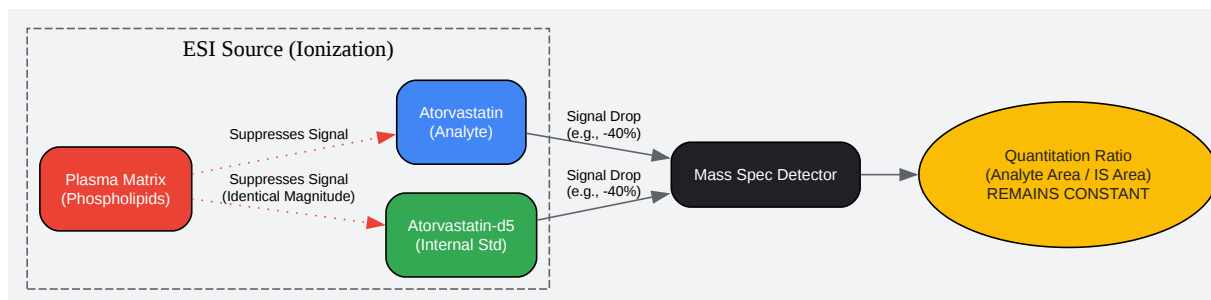 ESI Source (Ionization)
Plasma Matrix
(Phospholipids)
Suppresses Signal
Suppresses Signal
(Identical Magnitude)
Atorvastatin
(Analyte)
Atorvastatin-d5
(Internal Std)
Signal Drop
(e.g., -40%)
Signal Drop
(e.g., -40%)
Mass Spec Detector
Quantitation Ratio
(Analyte Area / IS Area)
REMAINS CONSTANT